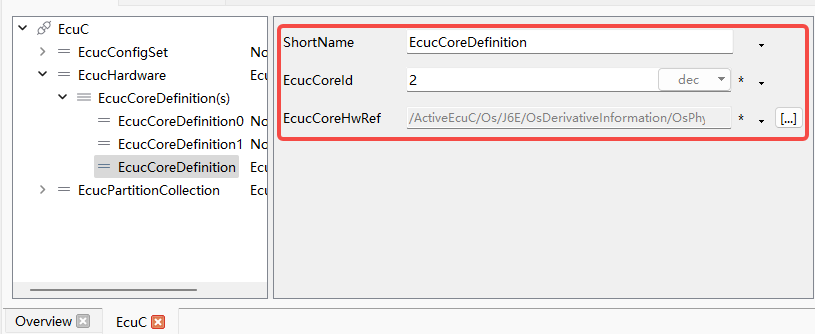 EcuC
EcucConfigSet No
EcucHardware Ecu
EcucCoreDefinition(s)
EcucCoreDefinition0 No
EcucCoreDefinition1 No
EcucCoreDefinition Ecu
EcucPartitionCollection Ecu
ShortName EcucCoreDefinition
EcucCoreId 2 dec *
EcucCoreHwRef /ActiveEcuC/Os/J6E/OsDerivativeInformation/OsPhy * [...]
Overview EcuC